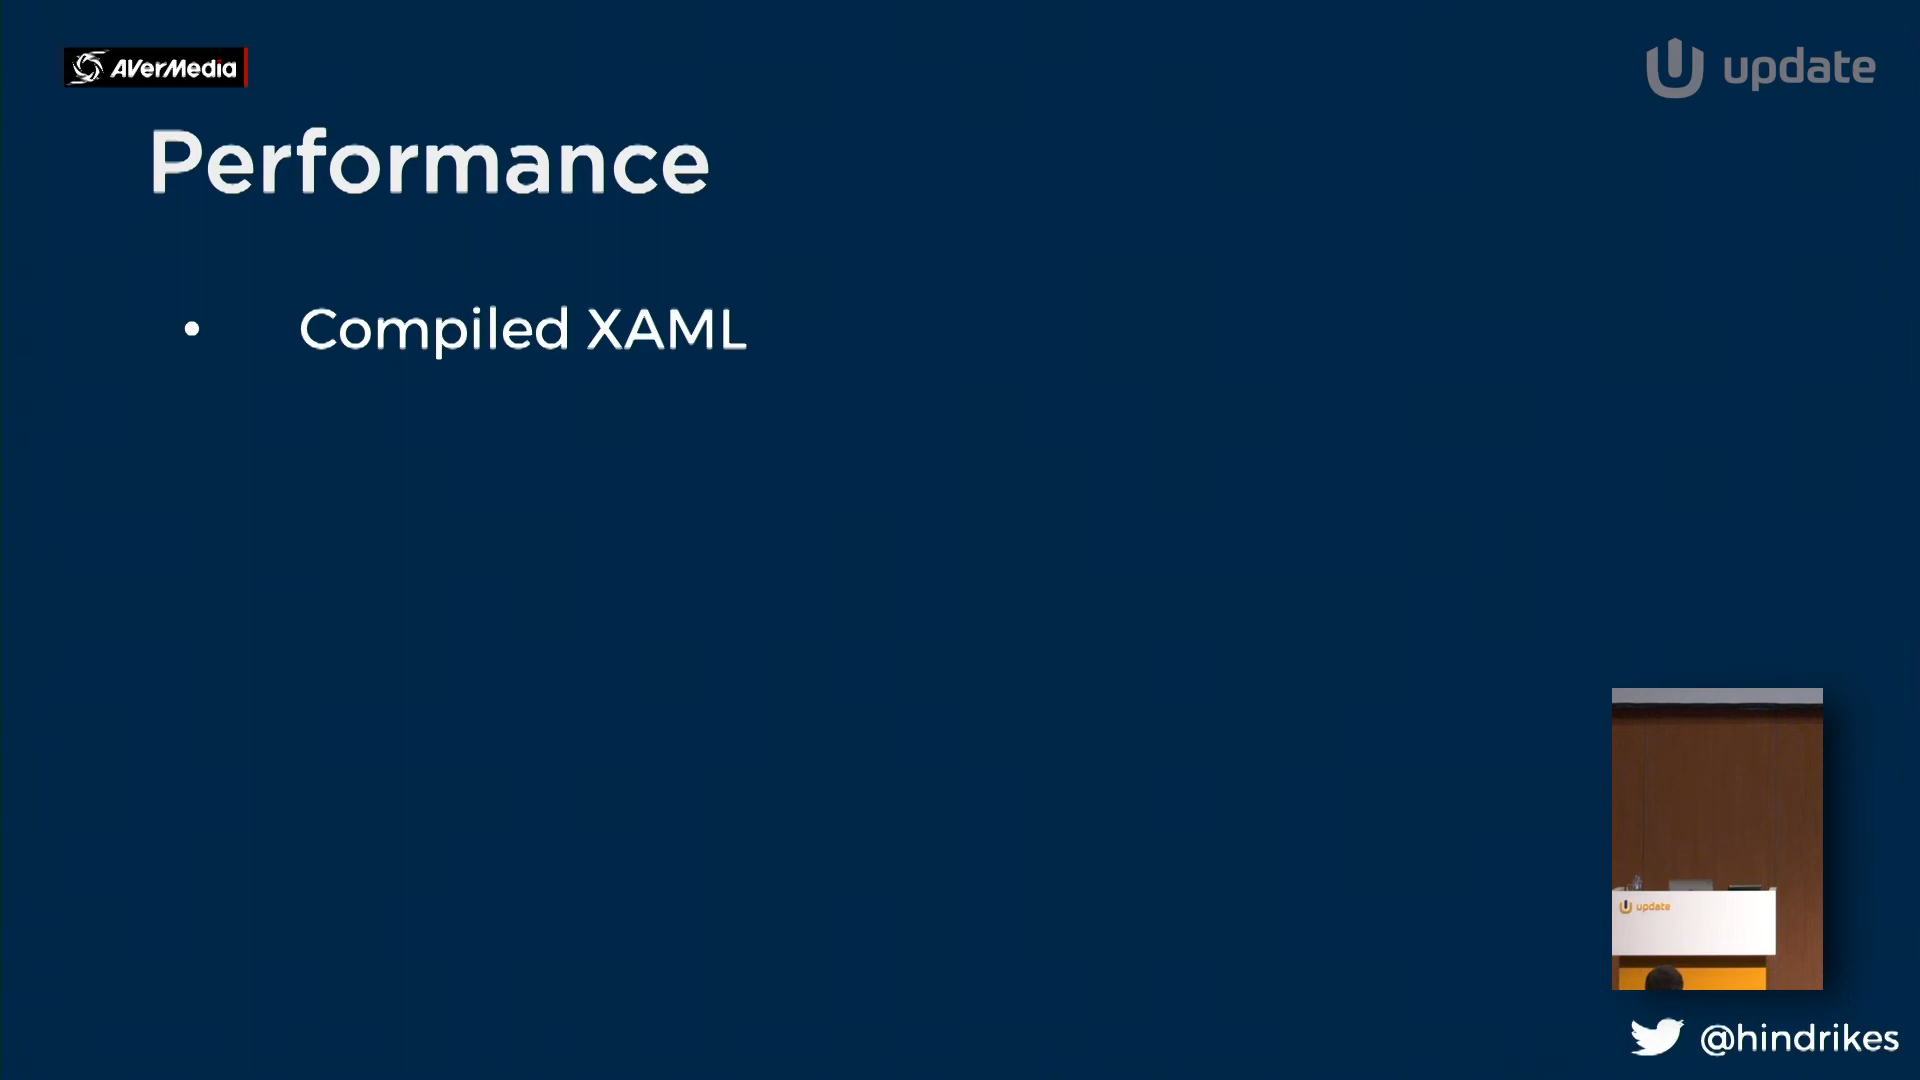 AVerMedia
update
Performance
• Compiled XAML
update
@hindrikes